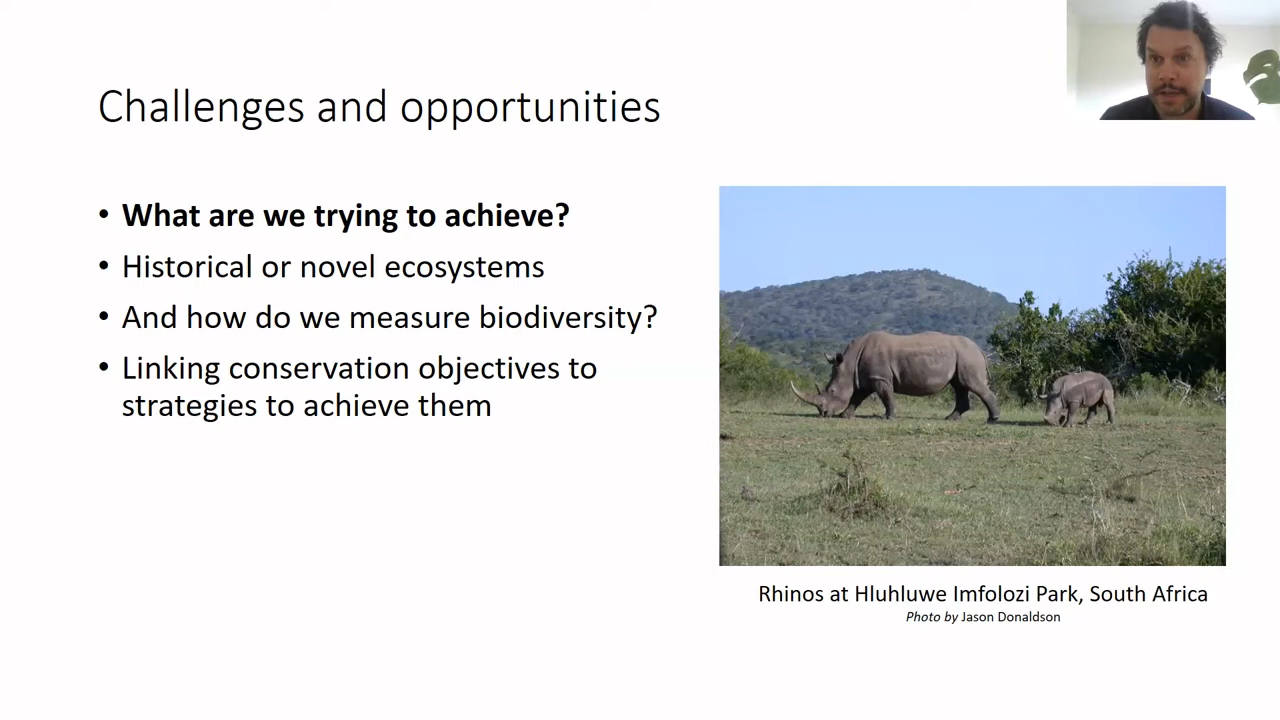 Challenges and opportunities
• What are we trying to achieve?
• Historical or novel ecosystems
• And how do we measure biodiversity?
• Linking conservation objectives to
strategies to achieve them
Rhinos at Hluhluwe Imfolozi Park, South Africa
Photo by Jason Donaldson